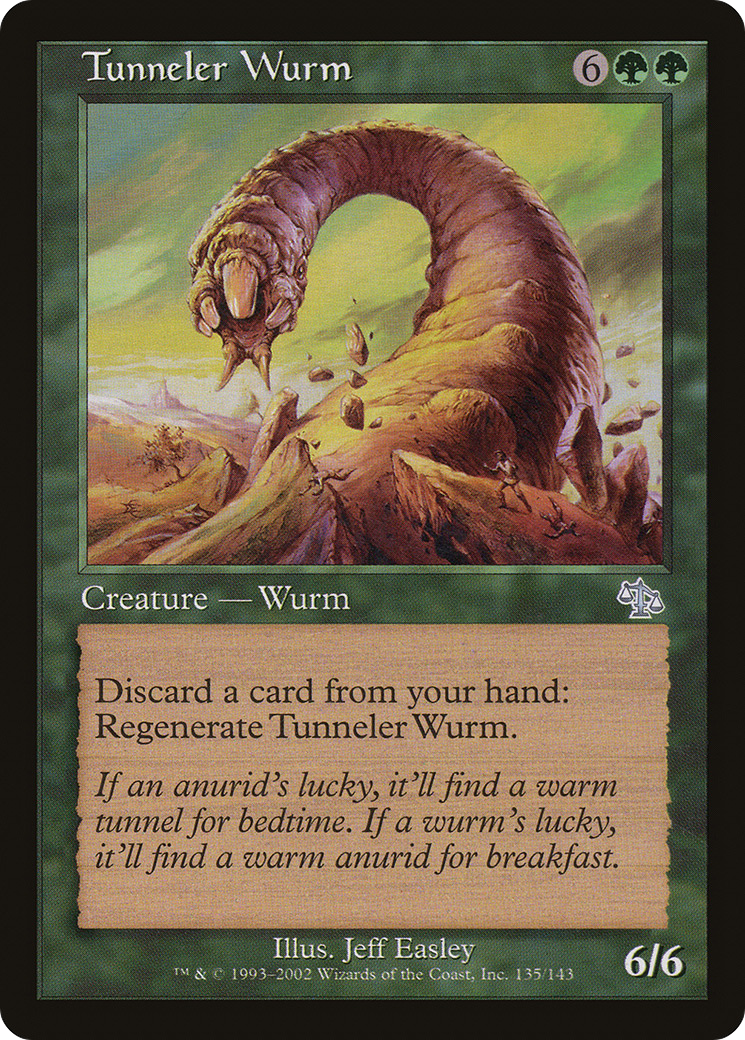 Tunneler Wurm
6
Creature — Wurm
Discard a card from your hand:
Regenerate Tunneler Wurm.
If an anurid's lucky, it'll find a warm
tunnel for bedtime. If a wurm's lucky,
it'll find a warm anurid for breakfast.
Illus. Jeff Easley
™ & © 1993–2002 Wizards of the Coast, Inc. 135/143
6/6